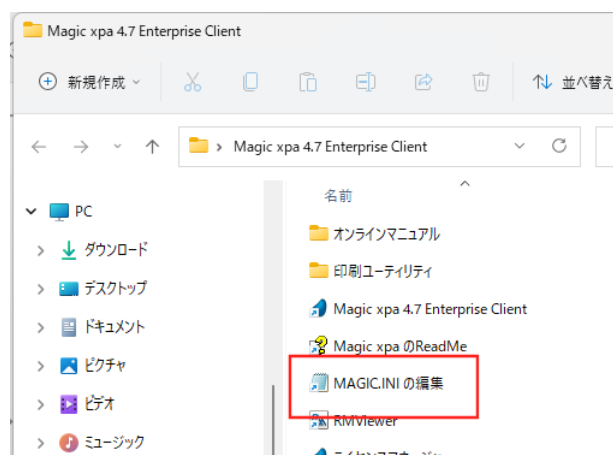 Magic xpa 4.7 Enterprise Client
新規作成
並べ替え
Magic xpa 4.7 Enterprise Client
名前
PC
ダウンロード
デスクトップ
ドキュメント
ピクチャ
ビデオ
ミュージック
オンラインマニュアル
印刷ユーティリティ
Magic xpa 4.7 Enterprise Client
Magic xpa のReadMe
MAGIC.INI の編集
RMViewer